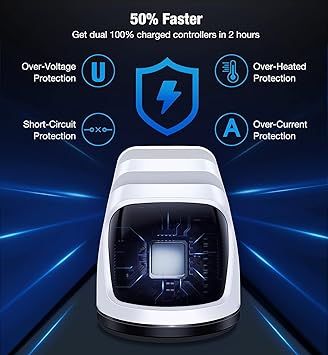 50% Faster
Get dual 100% charged controllers in 2 hours
Over-Voltage
Protection
U
Over-Heated
Protection
Short-Circuit
Protection
A
Over-Current
Protection